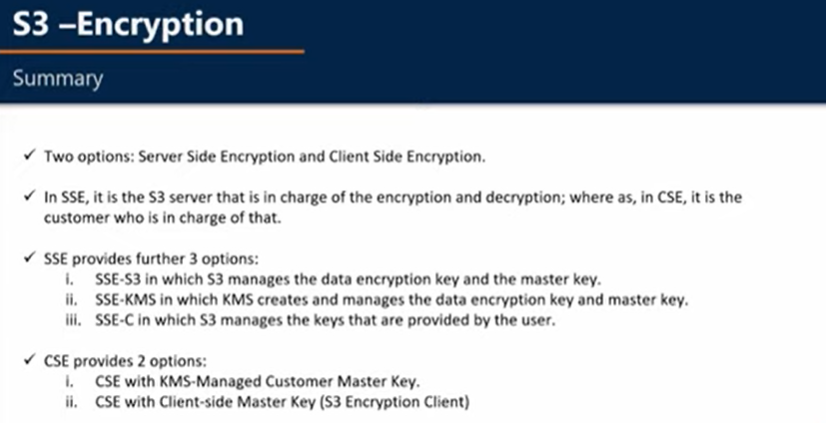 S3 –Encryption
Summary
✓ Two options: Server Side Encryption and Client Side Encryption.
✓ In SSE, it is the S3 server that is in charge of the encryption and decryption; where as, in CSE, it is the
customer who is in charge of that.
✓ SSE provides further 3 options:
i. SSE-S3 in which S3 manages the data encryption key and the master key.
ii. SSE-KMS in which KMS creates and manages the data encryption key and master key.
iii. SSE-C in which S3 manages the keys that are provided by the user.
✓ CSE provides 2 options:
i. CSE with KMS-Managed Customer Master Key.
ii. CSE with Client-side Master Key (S3 Encryption Client)